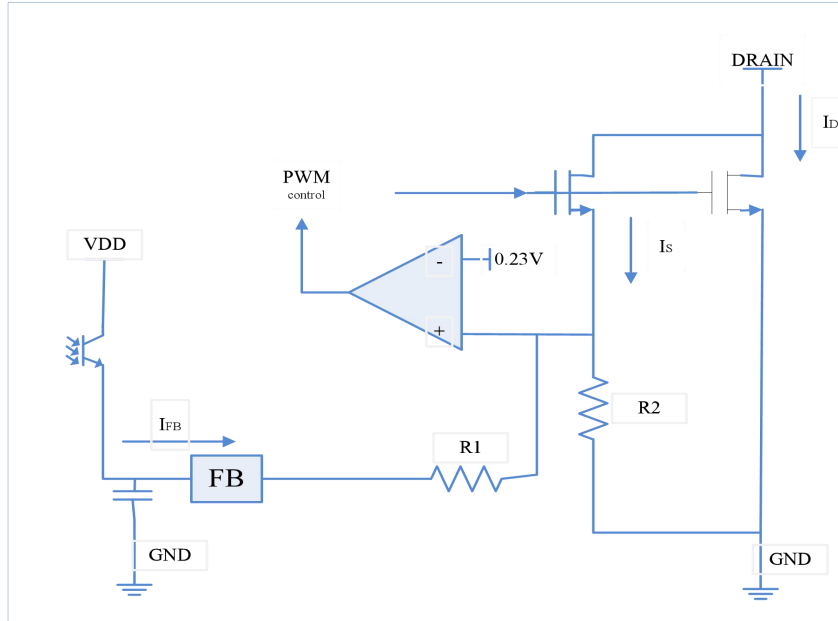 DRAIN
ID
PWM
control
IS
VDD
-
0.23V
+
R2
IFB
R1
FB
GND
GND